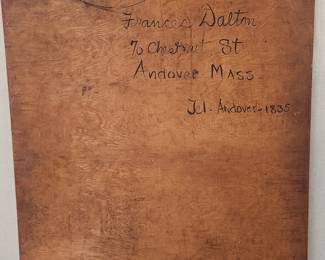 Frances Dalton
70 Chestnut St
Andover Mass
Tel. Andover-1835